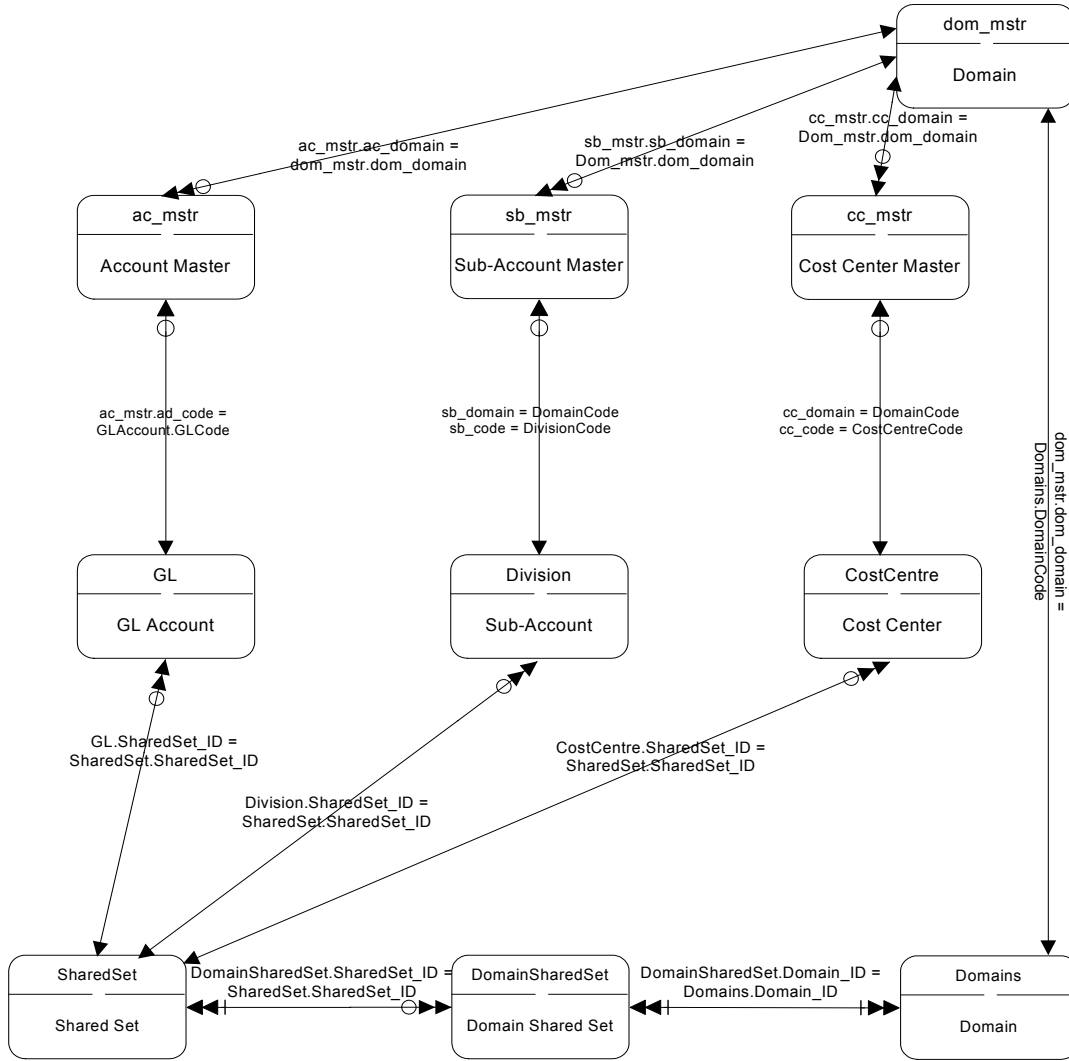 dom_mstr
Domain
ac_mstr.ac_domain =
dom_mstr.dom_domain
sb_mstr.sb_domain =
Dom_mstr.dom_domain
cc_mstr.cc_domain =
Dom_mstr.dom_domain
ac_mstr
Account Master
sb_mstr
Sub-Account Master
cc_mstr
Cost Center Master
ac_mstr.ad_code =
GLAccount.GLCode
sb_domain = DomainCode
sb_code = DivisionCode
cc_domain = DomainCode
cc_code = CostCentreCode
dom_mstr.dom_domain =
Domains.DomainCode
GL
GL Account
Division
Sub-Account
CostCentre
Cost Center
GL.SharedSet_ID =
SharedSet.SharedSet_ID
Division.SharedSet_ID =
SharedSet.SharedSet_ID
CostCentre.SharedSet_ID =
SharedSet.SharedSet_ID
SharedSet
Shared Set
DomainSharedSet.SharedSet_ID =
SharedSet.SharedSet_ID
DomainSharedSet
Domain Shared Set
DomainSharedSet.Domain_ID =
Domains.Domain_ID
Domains
Domain